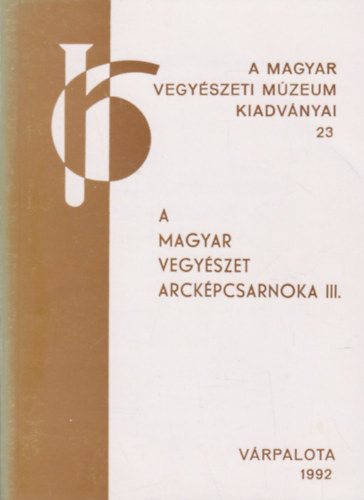 A MAGYAR
VEGYÉSZETI MÚZEUM
KIADVÁNYAI
23
A
MAGYAR
VEGYÉSZET
ARCKÉPCSARNOKA III.
VÁRPALOTA
1992